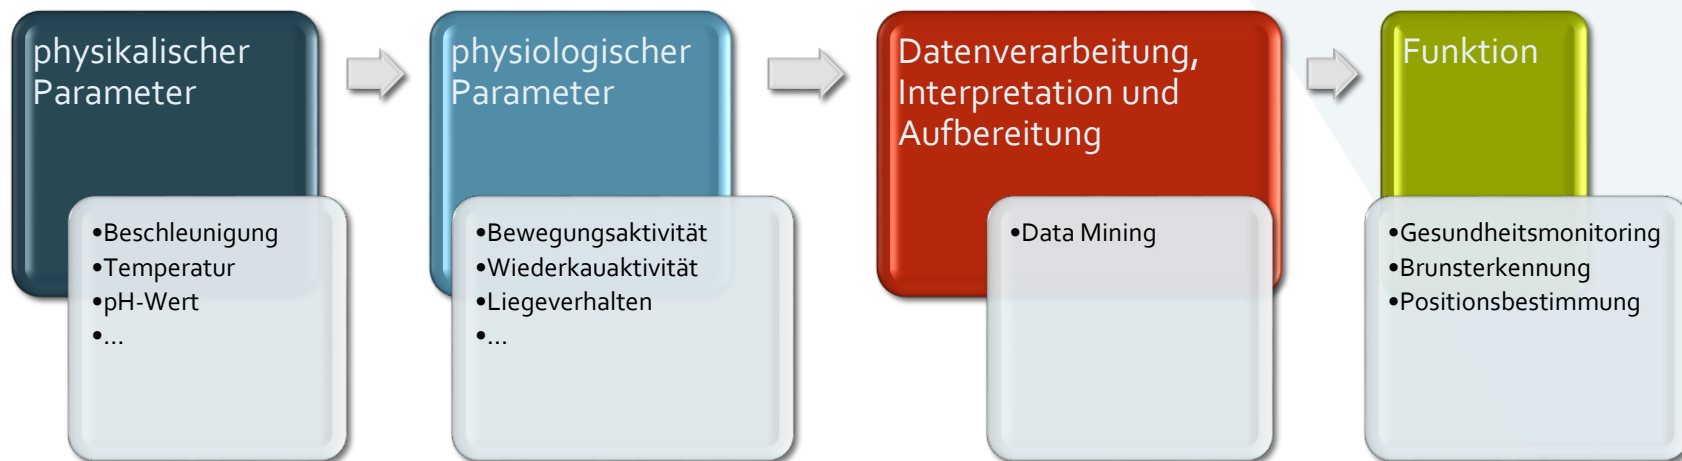 physikalischer
Parameter
•Beschleunigung
•Temperatur
•pH-Wert
•...
physiologischer
Parameter
•Bewegungsaktivität
•Wiederkauaktivität
•Liegeverhalten
•...
Datenverarbeitung,
Interpretation und
Aufbereitung
•Data Mining
Funktion
•Gesundheitsmonitoring
•Brunsterkennung
•Positionsbestimmung